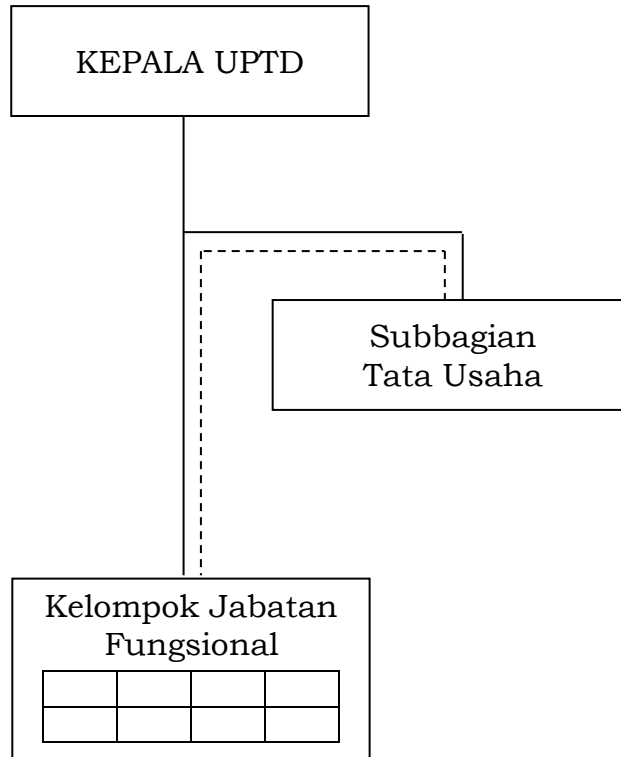 KEPALA UPTD
Subbagian
Tata Usaha
Kelompok Jabatan
Fungsional